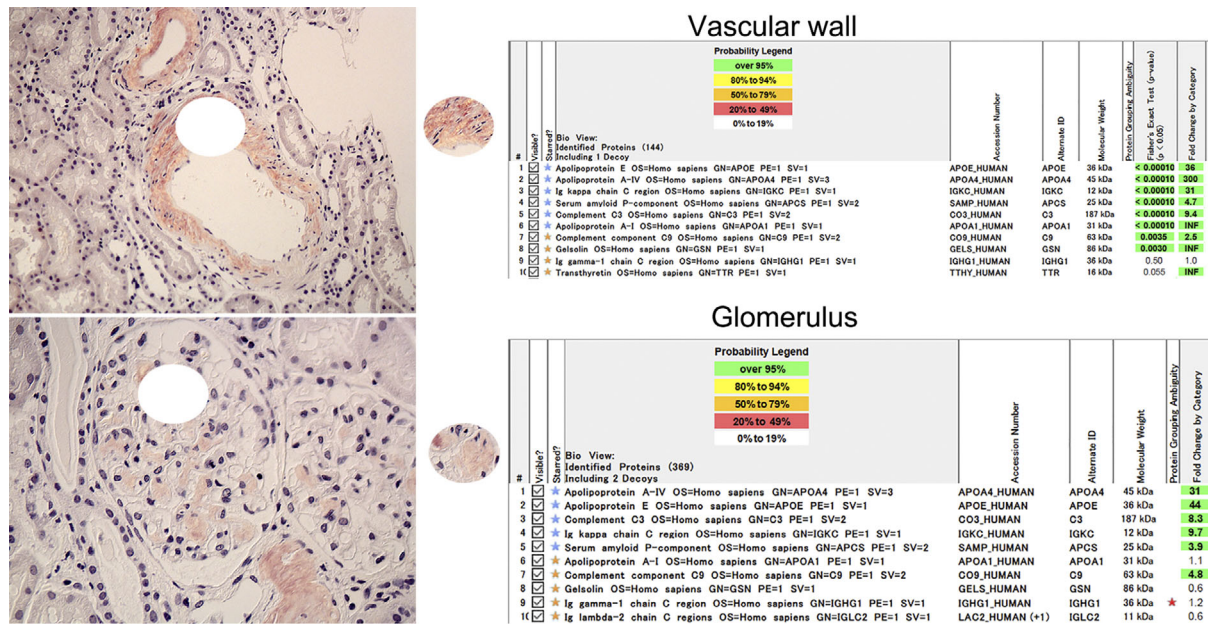 Vascular wall
Probability Legend
over 95%
80% to 94%
50% to 79%
20% to 49%
0% to 19%
Bio View:
Identified Proteins (144)
Including 1 Decoy
# Visible? Starred? Accession Number Alternate ID Molecular Weight Protein Grouping Ambiguity Fisher's Exact Test (p-value) (p < 0.05) Fold Change by Category
1 Apolipoprotein E OS=Homo sapiens GN=APOE PE=1 SV=1 APOE_HUMAN APOE 36 kDa < 0.00010 36
2 Apolipoprotein A-IV OS=Homo sapiens GN=APOA4 PE=1 SV=3 APOA4_HUMAN APOA4 45 kDa < 0.00010 300
3 Ig kappa chain C region OS=Homo sapiens GN=IGKC PE=1 SV=1 IGKC_HUMAN IGKC 12 kDa < 0.00010 31
4 Serum amyloid P-component OS=Homo sapiens GN=APCS PE=1 SV=2 SAMP_HUMAN APCS 25 kDa < 0.00010 4.7
5 Complement C3 OS=Homo sapiens GN=C3 PE=1 SV=2 CO3_HUMAN C3 187 kDa < 0.00010 9.4
6 Apolipoprotein A-I OS=Homo sapiens GN=APOA1 PE=1 SV=1 APOA1_HUMAN APOA1 31 kDa < 0.00010 INF
7 Complement component C9 OS=Homo sapiens GN=C9 PE=1 SV=2 CO9_HUMAN C9 63 kDa 0.0035 2.5
8 Gelsolin OS=Homo sapiens GN=GSN PE=1 SV=1 GELS_HUMAN GSN 86 kDa 0.0030 INF
9 Ig gamma-1 chain C region OS=Homo sapiens GN=IGHG1 PE=1 SV=1 IGHG1_HUMAN IGHG1 36 kDa 0.50 1.0
1( Transthyretin OS=Homo sapiens GN=TTR PE=1 SV=1 TTHY_HUMAN TTR 16 kDa 0.055 INF
Glomerulus
Probability Legend
over 95%
80% to 94%
50% to 79%
20% to 49%
0% to 19%
Bio View:
Identified Proteins (369)
Including 2 Decoys
# Visible? Starred? Accession Number Alternate ID Molecular Weight Protein Grouping Ambiguity Fold Change by Category
1 Apolipoprotein A-IV OS=Homo sapiens GN=APOA4 PE=1 SV=3 APOA4_HUMAN APOA4 45 kDa 31
2 Apolipoprotein E OS=Homo sapiens GN=APOE PE=1 SV=1 APOE_HUMAN APOE 36 kDa 44
3 Complement C3 OS=Homo sapiens GN=C3 PE=1 SV=2 CO3_HUMAN C3 187 kDa 8.3
4 Ig kappa chain C region OS=Homo sapiens GN=IGKC PE=1 SV=1 IGKC_HUMAN IGKC 12 kDa 9.7
5 Serum amyloid P-component OS=Homo sapiens GN=APCS PE=1 SV=2 SAMP_HUMAN APCS 25 kDa 3.9
6 Apolipoprotein A-I OS=Homo sapiens GN=APOA1 PE=1 SV=1 APOA1_HUMAN APOA1 31 kDa 1.1
7 Complement component C9 OS=Homo sapiens GN=C9 PE=1 SV=2 CO9_HUMAN C9 63 kDa 4.8
8 Gelsolin OS=Homo sapiens GN=GSN PE=1 SV=1 GELS_HUMAN GSN 86 kDa 0.6
9 Ig gamma-1 chain C region OS=Homo sapiens GN=IGHG1 PE=1 SV=1 IGHG1_HUMAN IGHG1 36 kDa 1.2
1( Ig lambda-2 chain C regions OS=Homo sapiens GN=IGLC2 PE=1 SV=1 LAC2_HUMAN (+1) IGLC2 11 kDa 0.6